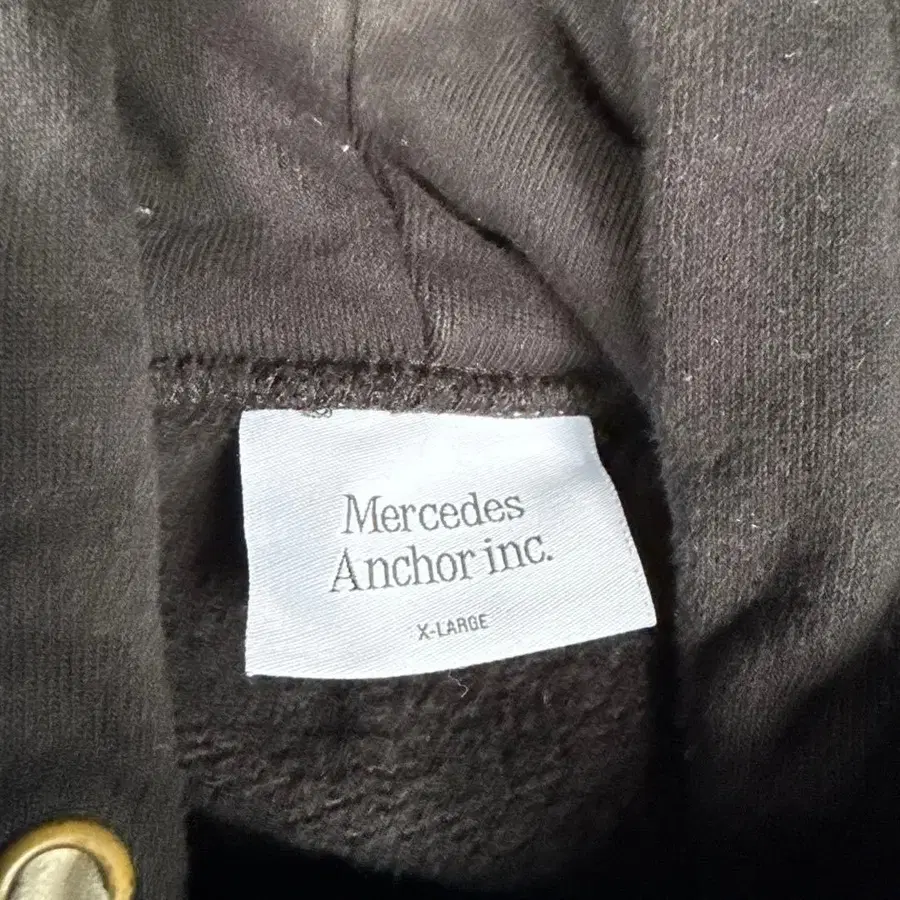 Mercedes
Anchor inc.
X-LARGE